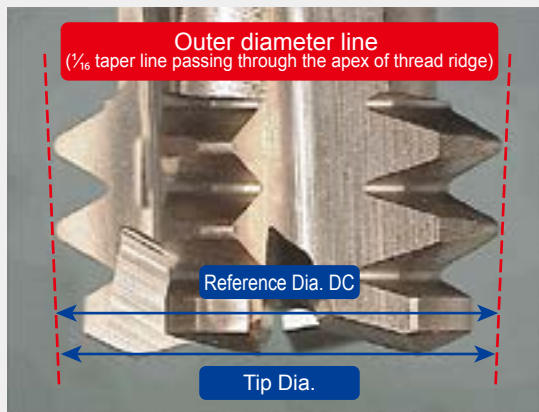 Outer diameter line
(1⁄16 taper line passing through the apex of thread ridge)
Reference Dia. DC
Tip Dia.